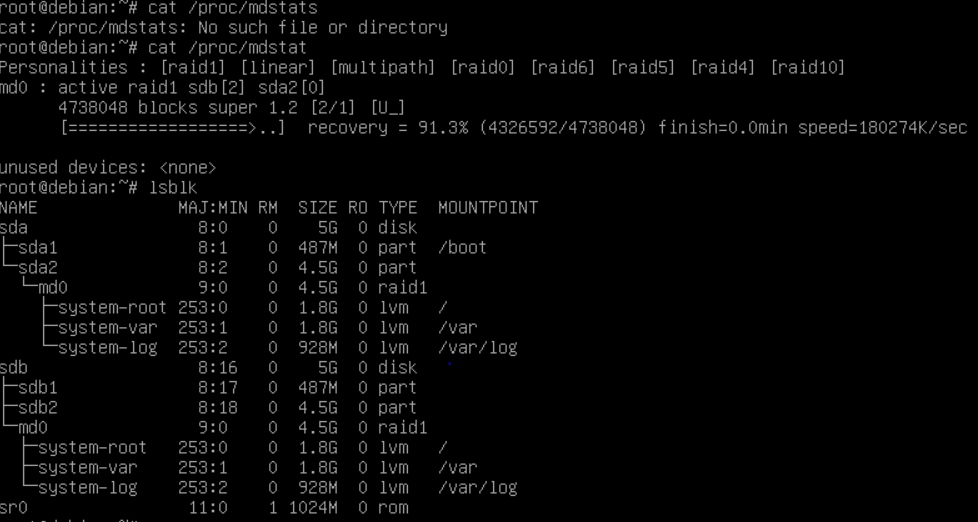 root@debian:~# cat /proc/mdstats
cat: /proc/mdstats: No such file or directory
root@debian:~# cat /proc/mdstat
Personalities : [raid1] [linear] [multipath] [raid0] [raid6] [raid5] [raid4] [raid10]
md0 : active raid1 sdb[2] sda2[0]
      4738048 blocks super 1.2 [2/1] [U_]
      [==================>..]  recovery = 91.3% (4326592/4738048) finish=0.0min speed=180274K/sec
unused devices: <none>
root@debian:~# lsblk
NAME              MAJ:MIN RM  SIZE RO TYPE  MOUNTPOINT
sda                 8:0    0    5G  0 disk
├─sda1              8:1    0  487M  0 part  /boot
└─sda2              8:2    0  4.5G  0 part
  └─md0             9:0    0  4.5G  0 raid1
    ├─system-root 253:0    0  1.8G  0 lvm   /
    ├─system-var  253:1    0  1.8G  0 lvm   /var
    └─system-log  253:2    0  928M  0 lvm   /var/log
sdb                 8:16   0    5G  0 disk
├─sdb1              8:17   0  487M  0 part
├─sdb2              8:18   0  4.5G  0 part
└─md0               9:0    0  4.5G  0 raid1
  ├─system-root   253:0    0  1.8G  0 lvm   /
  ├─system-var    253:1    0  1.8G  0 lvm   /var
  └─system-log    253:2    0  928M  0 lvm   /var/log
sr0                11:0    1 1024M  0 rom